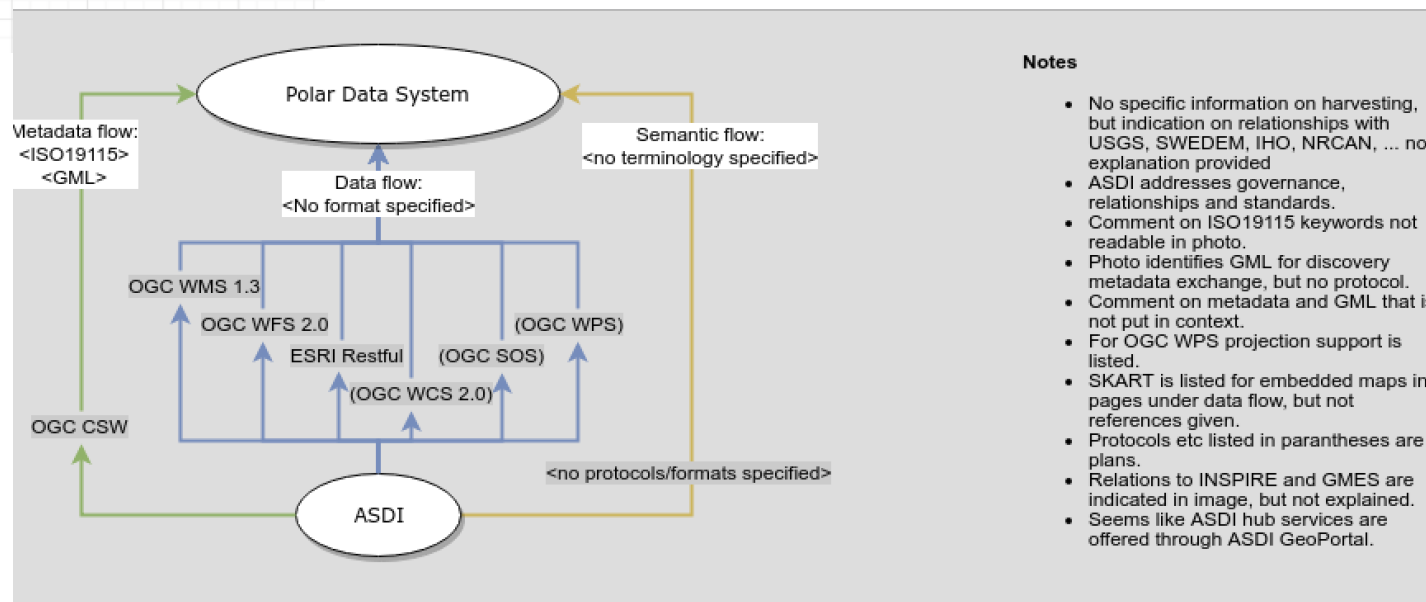 Polar Data System
Metadata flow:
<ISO19115>
<GML>
Semantic flow:
<no terminology specified>
Data flow:
<No format specified>
OGC WMS 1.3
OGC WFS 2.0
(OGC WPS)
ESRI Restful
(OGC SOS)
(OGC WCS 2.0)
OGC CSW
<no protocols/formats specified>
ASDI
Notes
• No specific information on harvesting,
but indication on relationships with
USGS, SWEDEM, IHO, NRCAN, ... no
explanation provided
• ASDI addresses governance,
relationships and standards.
• Comment on ISO19115 keywords not
readable in photo.
• Photo identifies GML for discovery
metadata exchange, but no protocol.
• Comment on metadata and GML that is
not put in context.
• For OGC WPS projection support is
listed.
• SKART is listed for embedded maps in
pages under data flow, but not
references given.
• Protocols etc listed in parantheses are
plans.
• Relations to INSPIRE and GMES are
indicated in image, but not explained.
• Seems like ASDI hub services are
offered through ASDI GeoPortal.